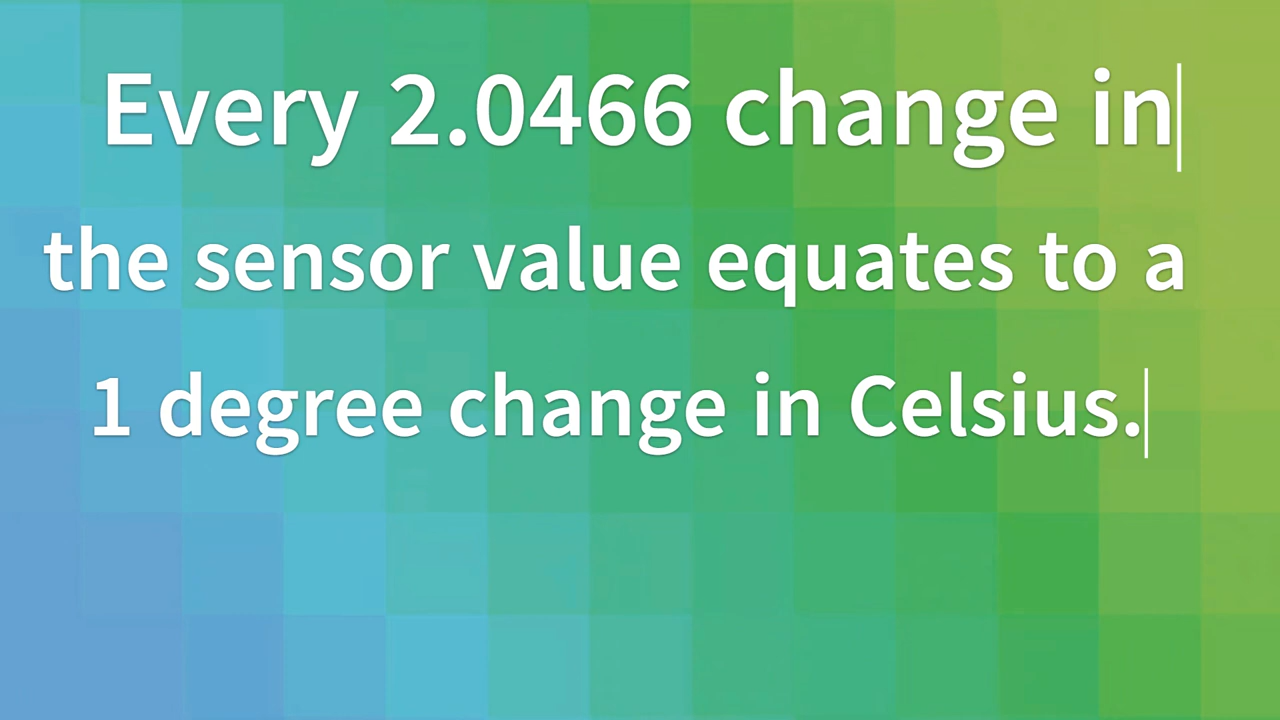 Every 2.0466 change in
the sensor value equates to a
1 degree change in Celsius.